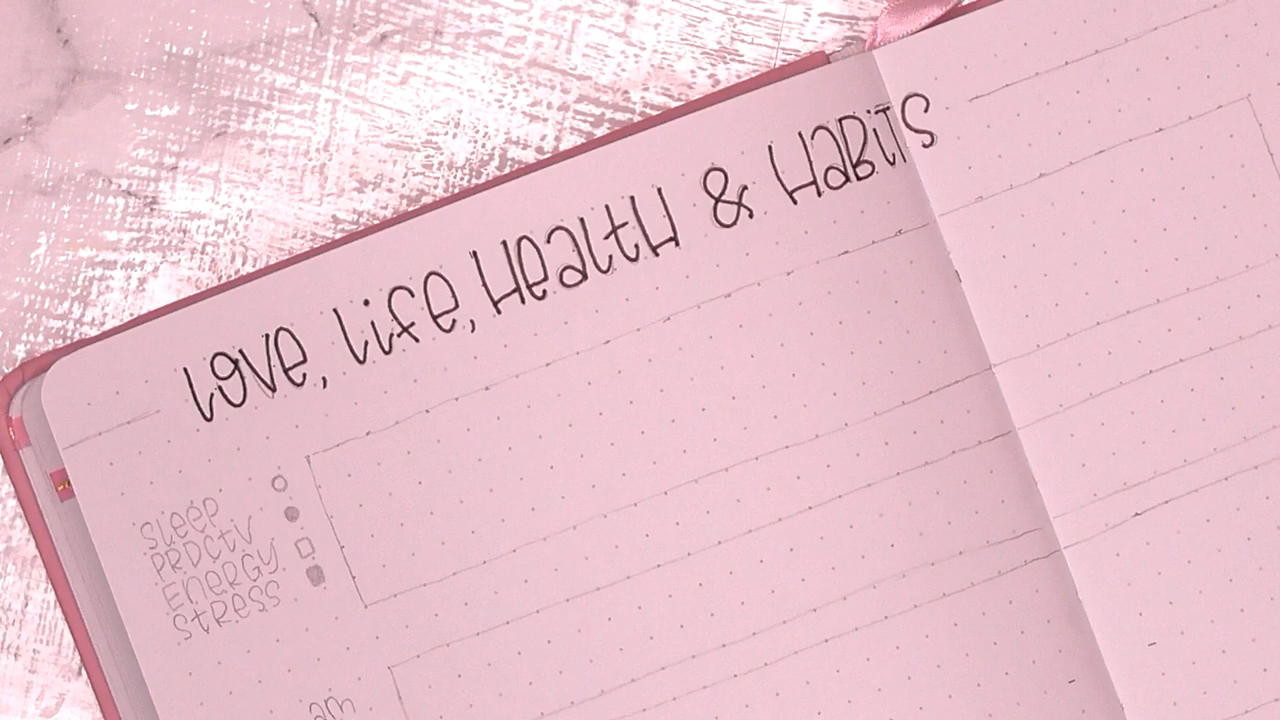 love, life, Health & HaBiTS
SleeP
PRDCTV
EnERGY
StRess
am